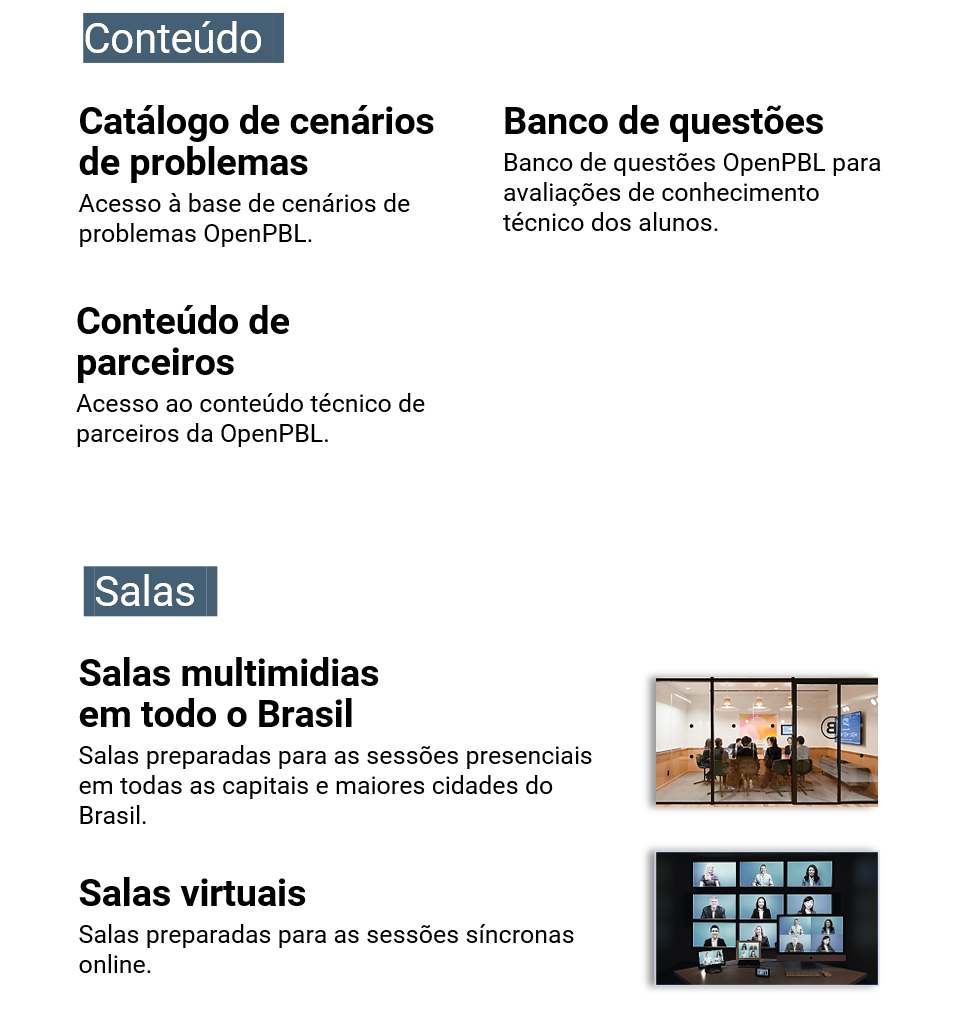 Conteúdo
Catálogo de cenários
de problemas
Acesso à base de cenários de
problemas OpenPBL.
Banco de questões
Banco de questões OpenPBL para
avaliações de conhecimento
técnico dos alunos.
Conteúdo de
parceiros
Acesso ao conteúdo técnico de
parceiros da OpenPBL.
Salas
Salas multimidias
em todo o Brasil
Salas preparadas para as sessões presenciais
em todas as capitais e maiores cidades do
Brasil.
Salas virtuais
Salas preparadas para as sessões síncronas
online.